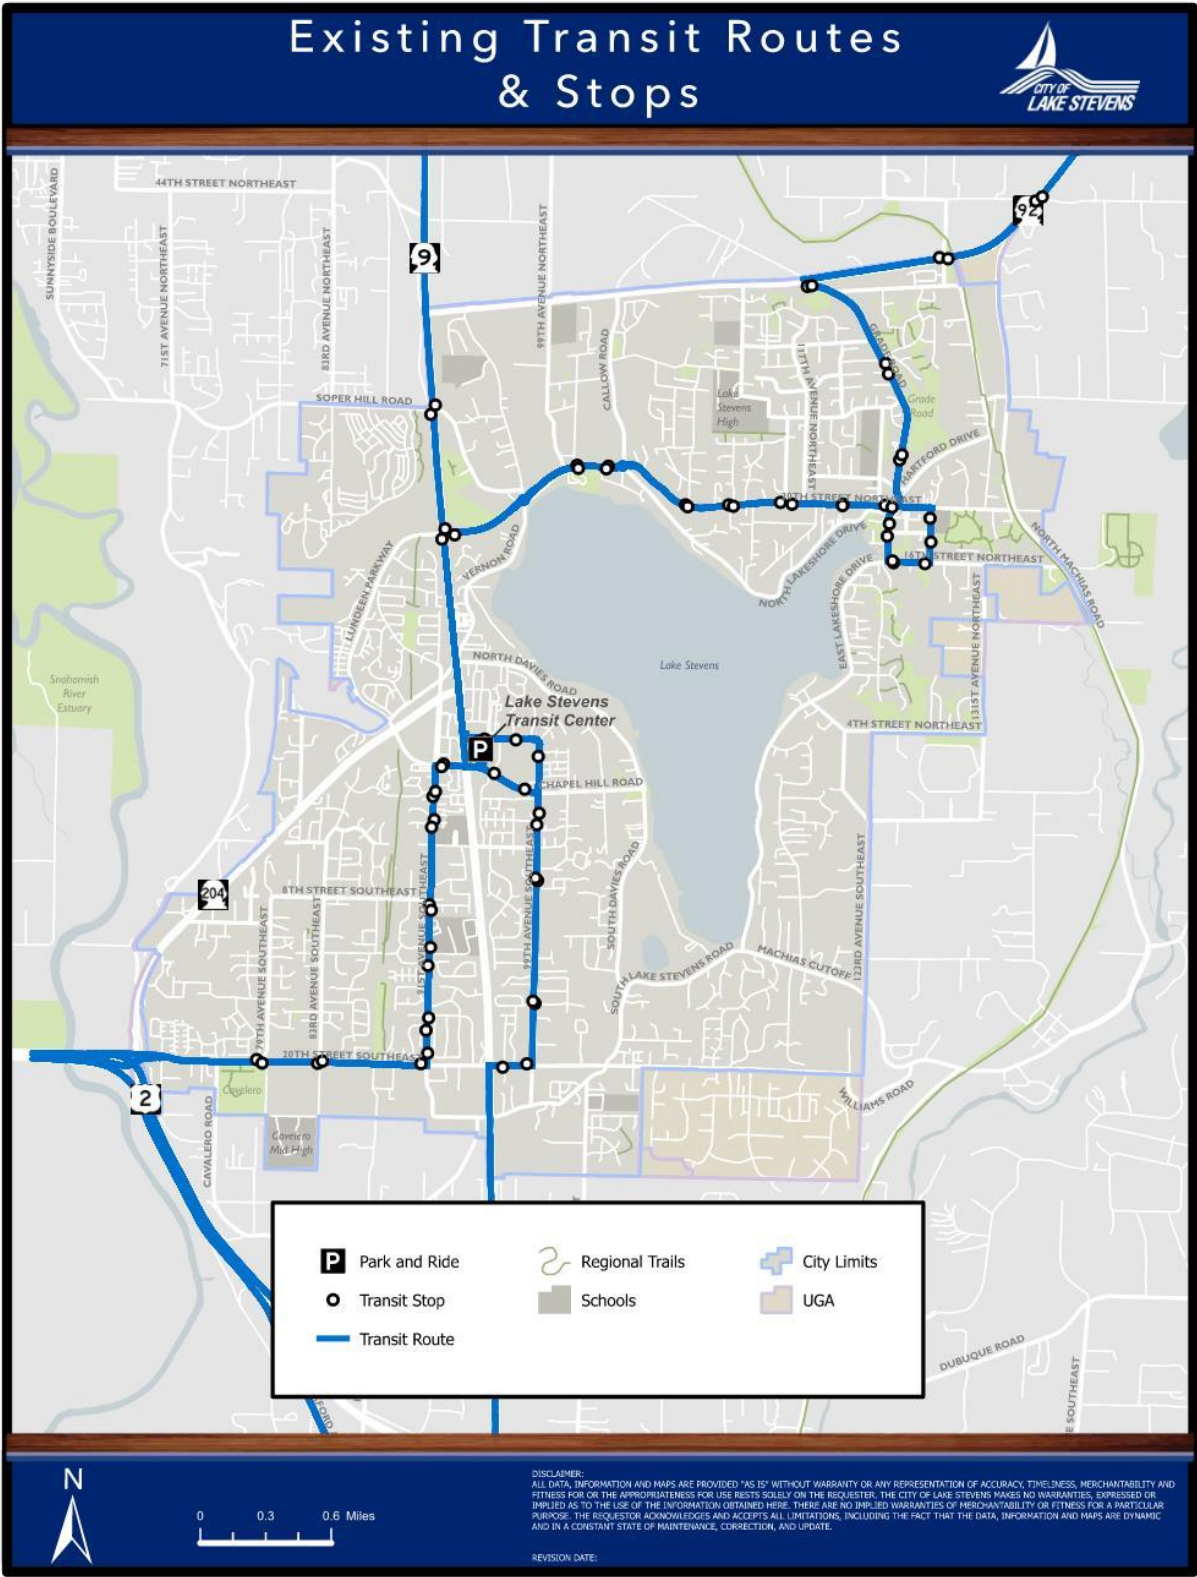 Existing Transit Routes
& Stops
CITY OF
LAKE STEVENS
44TH STREET NORTHEAST
SUNNYSIDE BOULEVARD
71ST AVENUE NORTHEAST
83RD AVENUE NORTHEAST
99TH AVENUE NORTHEAST
92
9
SOPER HILL ROAD
CALLOW ROAD
117TH AVENUE NORTHEAST
GRADE ROAD
Lake
Stevens
High
Grade
Road
HARTFORD DRIVE
20TH STREET NORTHEAST
NORTH LAKESHORE DRIVE
16TH STREET NORTHEAST
NORTH MACHIAS ROAD
LUNDEEN PARKWAY
VERNON ROAD
EAST LAKESHORE DRIVE
131ST AVENUE NORTHEAST
NORTH DAVIES ROAD
Lake Stevens
Snohomish
River
Estuary
Lake Stevens
Transit Center
P
4TH STREET NORTHEAST
CHAPEL HILL ROAD
204
8TH STREET SOUTHEAST
91ST AVENUE SOUTHEAST
99TH AVENUE SOUTHEAST
SOUTH DAVIES ROAD
123RD AVENUE SOUTHEAST
79TH AVENUE SOUTHEAST
83RD AVENUE SOUTHEAST
SOUTH LAKE STEVENS ROAD
MACHIAS CUTOFF
20TH STREET SOUTHEAST
Cavelero
2
CAVALERO ROAD
Cavelero
Mid High
WILLIAMS ROAD
P Park and Ride
Regional Trails
City Limits
Transit Stop
Schools
UGA
Transit Route
DUBUQUE ROAD
E SOUTHEAST
N
0 0.3 0.6 Miles
DISCLAIMER:
ALL DATA, INFORMATION AND MAPS ARE PROVIDED "AS IS" WITHOUT WARRANTY OR ANY REPRESENTATION OF ACCURACY, TIMELINESS, MERCHANTABILITY AND
FITNESS FOR OR THE APPROPRIATENESS FOR USE RESTS SOLELY ON THE REQUESTER. THE CITY OF LAKE STEVENS MAKES NO WARRANTIES, EXPRESSED OR
IMPLIED AS TO THE USE OF THE INFORMATION OBTAINED HERE. THERE ARE NO IMPLIED WARRANTIES OF MERCHANTABILITY OR FITNESS FOR A PARTICULAR
PURPOSE. THE REQUESTOR ACKNOWLEDGES AND ACCEPTS ALL LIMITATIONS, INCLUDING THE FACT THAT THE DATA, INFORMATION AND MAPS ARE DYNAMIC
AND IN A CONSTANT STATE OF MAINTENANCE, CORRECTION, AND UPDATE.
REVISION DATE: